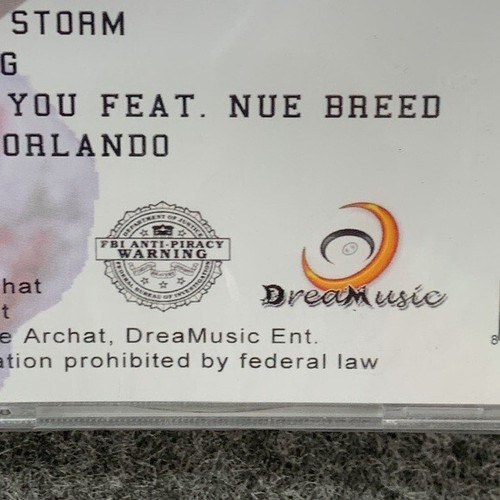 STORM
G
YOU FEAT. NUE BREED
ORLANDO
DEPARTMENT OF JUSTICE
FBI ANTI-PIRACY
WARNING
FEDERAL BUREAU OF INVESTIGATION
DreaMusic
hat
t
e Archat, DreaMusic Ent.
ation prohibited by federal law
8